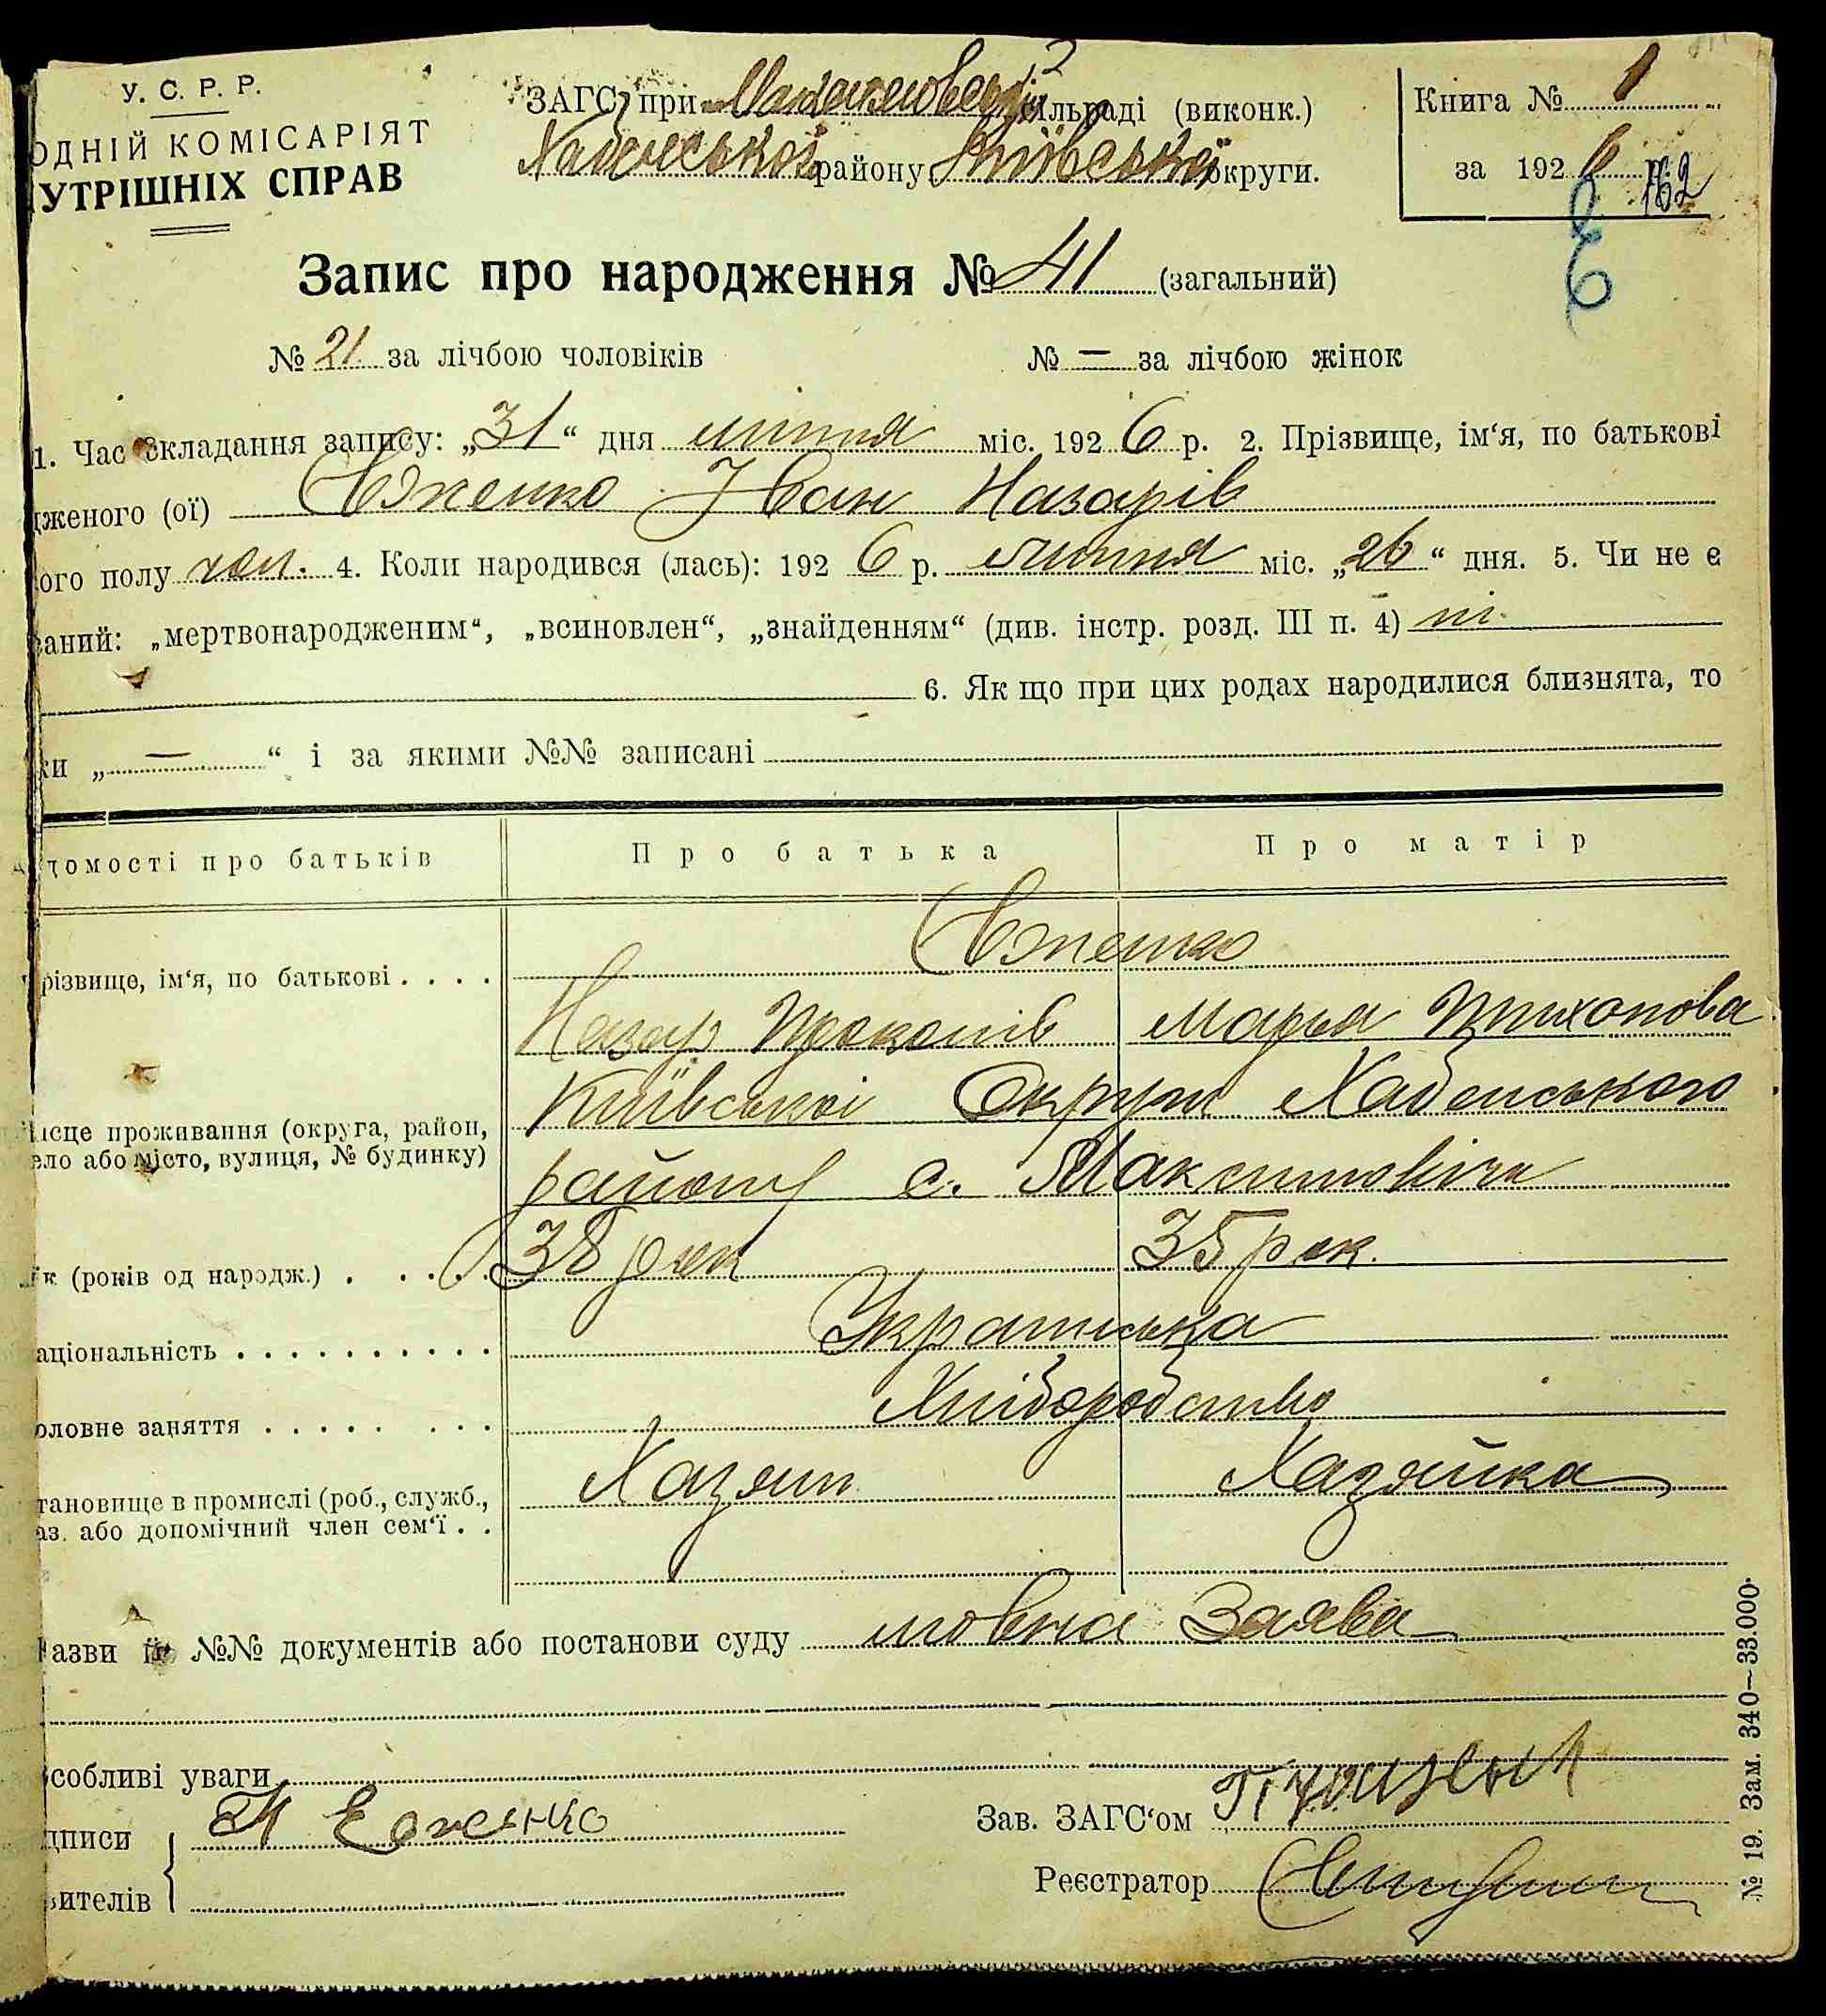 У. С. Р. Р.
ОДНІЙ КОМІСАРІЯТ
УТРІШНІХ СПРАВ
ЗАГС при сільраді (виконк.)
Хабенського району Київської округи.
Книга № 1
за 1926 р.
162
Запис про народження № 41 (загальний)
№ 21 за лічбою чоловіків № — за лічбою жінок
1. Час складання запису: „31“ дня липня міс. 1926 р. 2. Прізвище, ім‘я, по батькові
дженого (ої) Іван Назарів
ого полу чол. 4. Коли народився (лась): 1926 р. липня міс. „26“ дня. 5. Чи не є
заний: „мертвонародженим“, „всиновлен“, „знайденням“ (див. інстр. розд. III п. 4) ні.
6. Як що при цих родах народилися близнята, то
ки „—“ і за якими №№ записані
домості про батьків Про батька Про матір
різвище, ім‘я, по батькові . . . .
Назар Прокопів Марья
Київської Округи Хабенського
ісце проживання (округа, район,
ело або місто, вулиця, № будинку)
району с. Максимовичи
ік (років од народж.) . . . . 38 рок 35 рок.
аціональність . . . . . . . . . . Українська
оловне заняття . . . . . . . . Хліборобство
тановище в промислі (роб., служб.,
аз. або допомічний член сем‘ї . .
Хазяин Хазяйка
азви й №№ документів або постанови суду мовна Заява
собливі уваги
дписи
вителів
Зав. ЗАГС‘ом
Реєстратор
№ 19. Зам. 340—33.000.